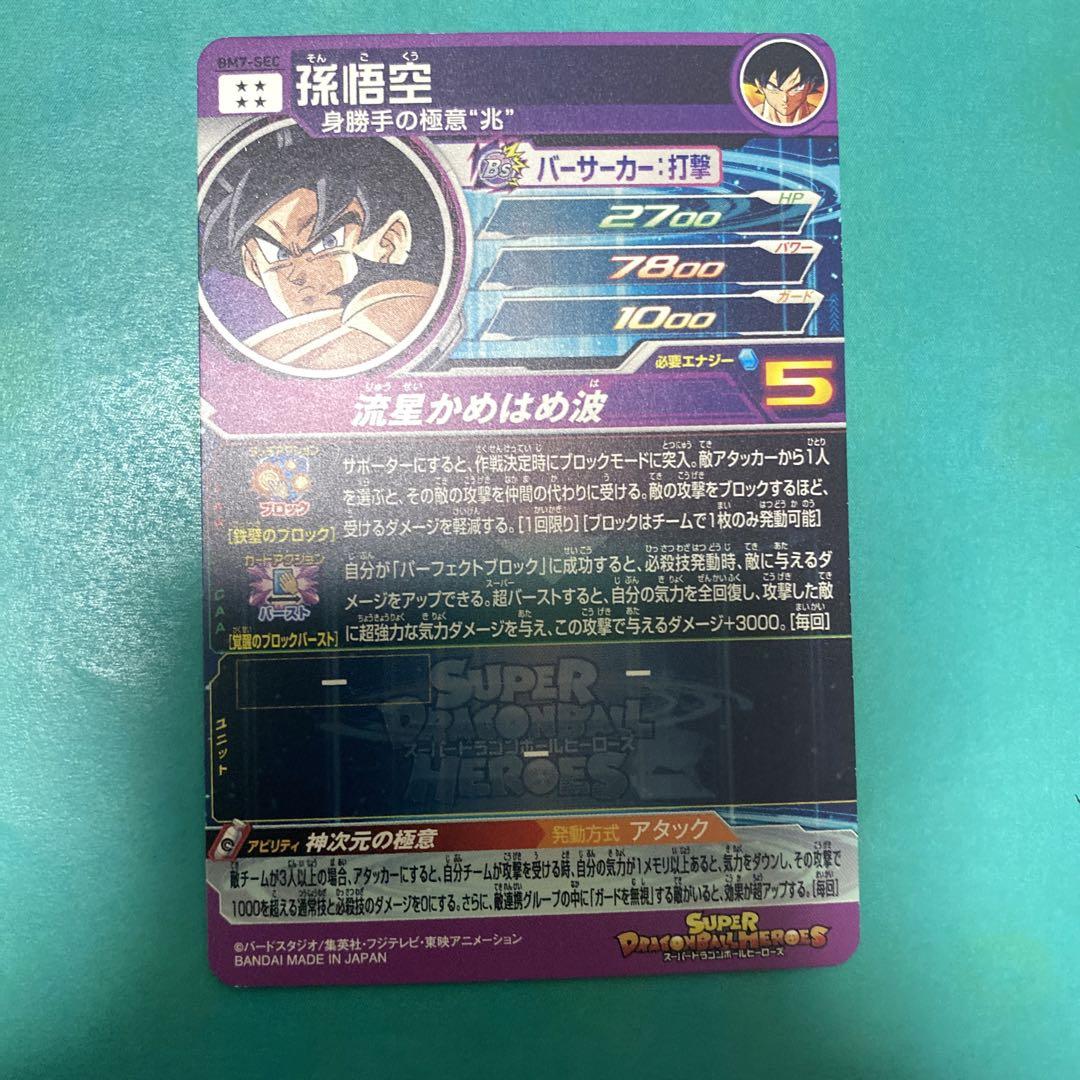 BM7-SEC
孫悟空
そん ご くう
身勝手の極意“兆”
Bs バーサーカー：打撃
HP
2700
パワー
7800
ガード
1000
必要エナジー
5
流星かめはめ波
りゅう せい は
サポーターにすると、作戦決定時にブロックモードに突入。敵アタッカーから1人
を選ぶと、その敵の攻撃を仲間の代わりに受ける。敵の攻撃をブロックするほど、
受けるダメージを軽減する。[1回限り][ブロックはチームで1枚のみ発動可能]
ブロック
[鉄壁のブロック]
カードアクション
バースト
[覚醒のブロックバースト]
自分が「パーフェクトブロック」に成功すると、必殺技発動時、敵に与えるダ
メージをアップできる。超バーストすると、自分の気力を全回復し、攻撃した敵
に超強力な気力ダメージを与え、この攻撃で与えるダメージ+3000。[毎回]
CAA
ユニット
SUPER
DRAGONBALL
スーパードラゴンボールヒーローズ
HEROES
アビリティ 神次元の極意
発動方式 アタック
敵チームが3人以上の場合、アタッカーにすると、自分チームが攻撃を受ける時、自分の気力が1メモリ以上あると、気力をダウンし、その攻撃で
1000を超える通常技と必殺技のダメージを0にする。さらに、敵連携グループの中に「ガードを無視」する敵がいると、効果が超アップする。[毎回]
©バードスタジオ/集英社・フジテレビ・東映アニメーション
BANDAI MADE IN JAPAN
SUPER
DRAGONBALL HEROES
スーパードラゴンボールヒーローズ